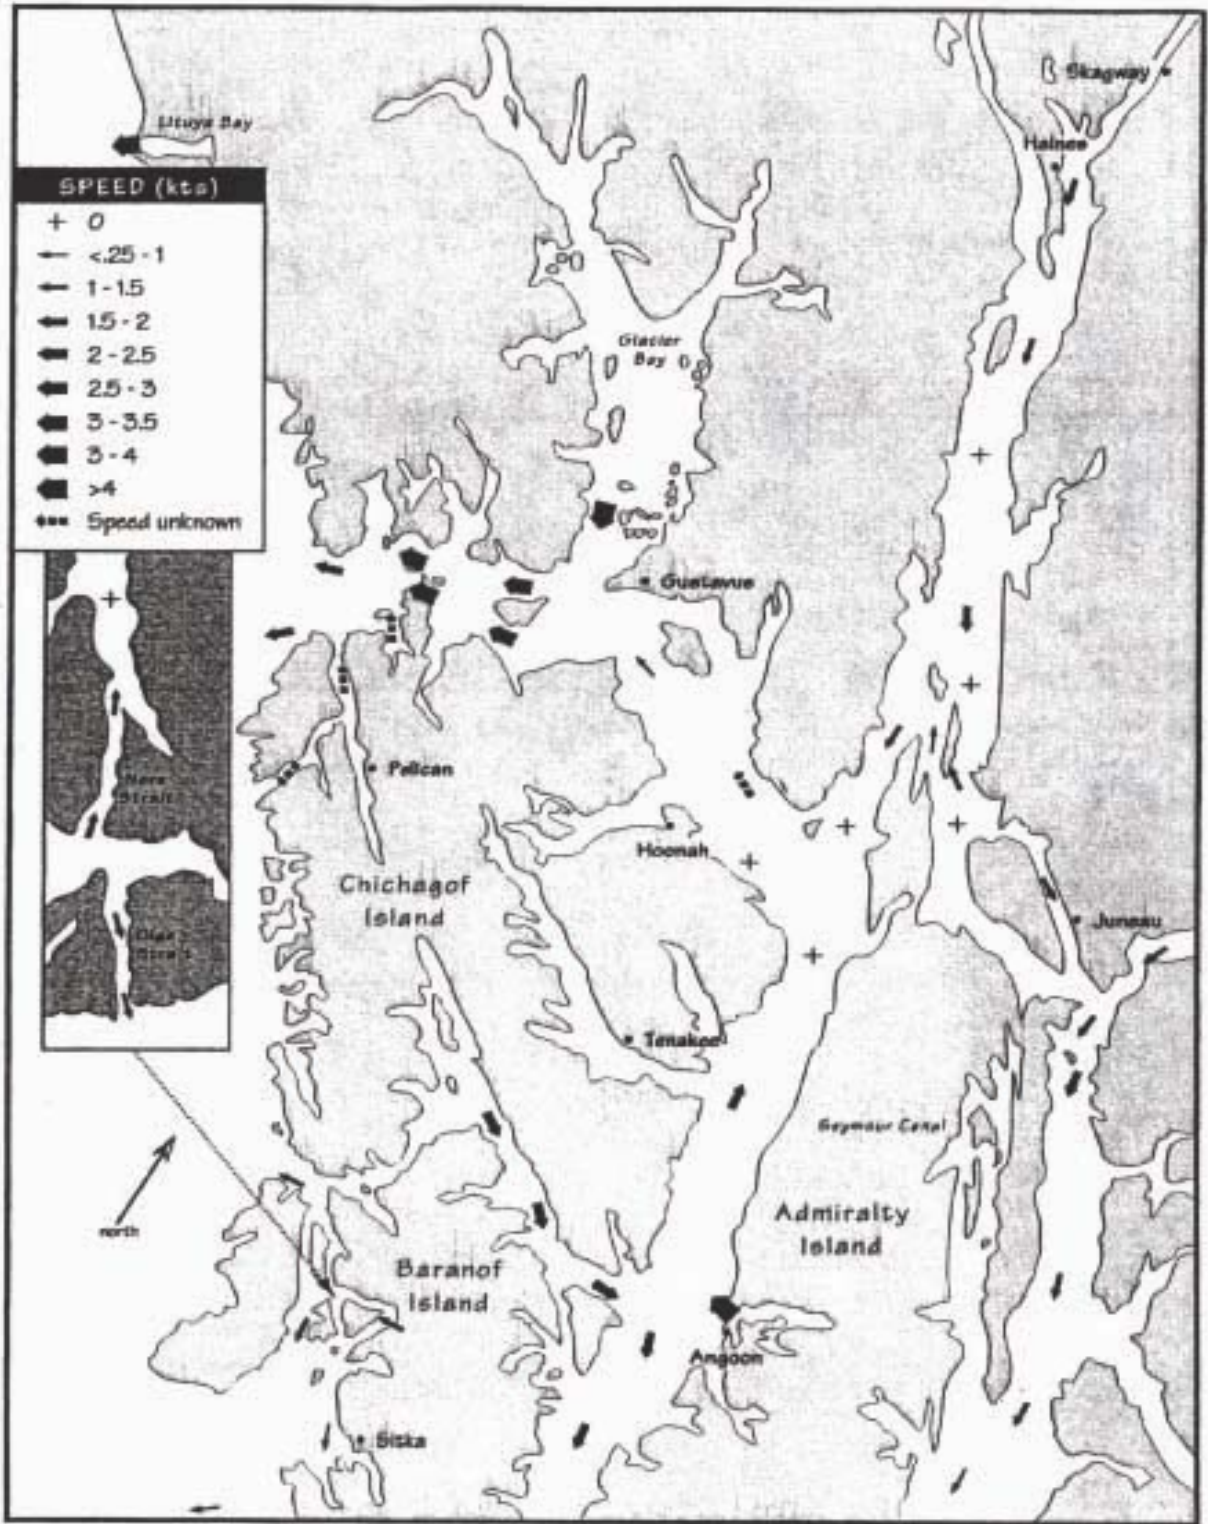 Skagway
Lituya Bay
Haines
SPEED (kts)
+ 0
<.25 - 1
1 - 1.5
1.5 - 2
2 - 2.5
2.5 - 3
3 - 3.5
3 - 4
>4
Speed unknown
Glacier
Bay
Gustavus
Pelican
Strait
Hoonah
Chichagof
Island
Juneau
Tenakee
Seymour Canal
north
Admiralty
Island
Baranof
Island
Angoon
Sitka